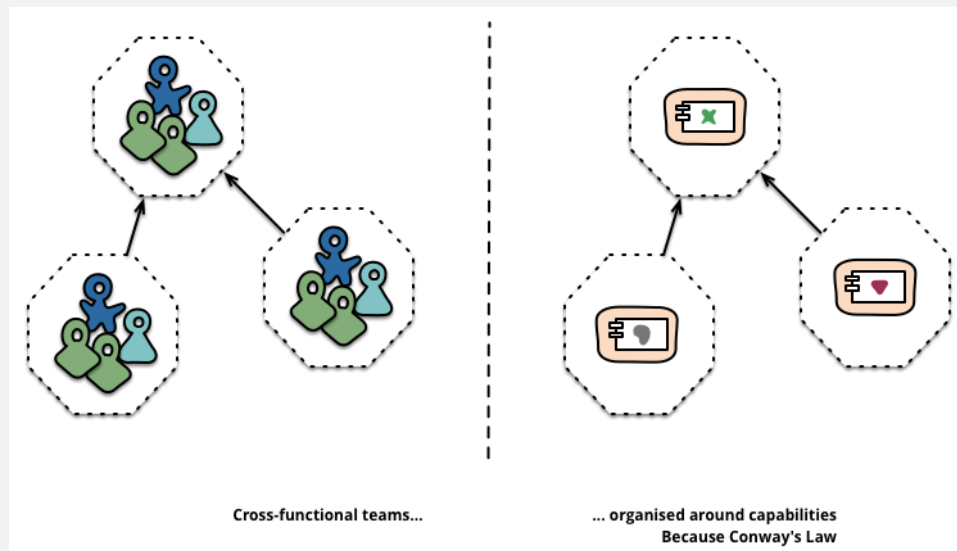 Cross-functional teams...
... organised around capabilities
Because Conway's Law